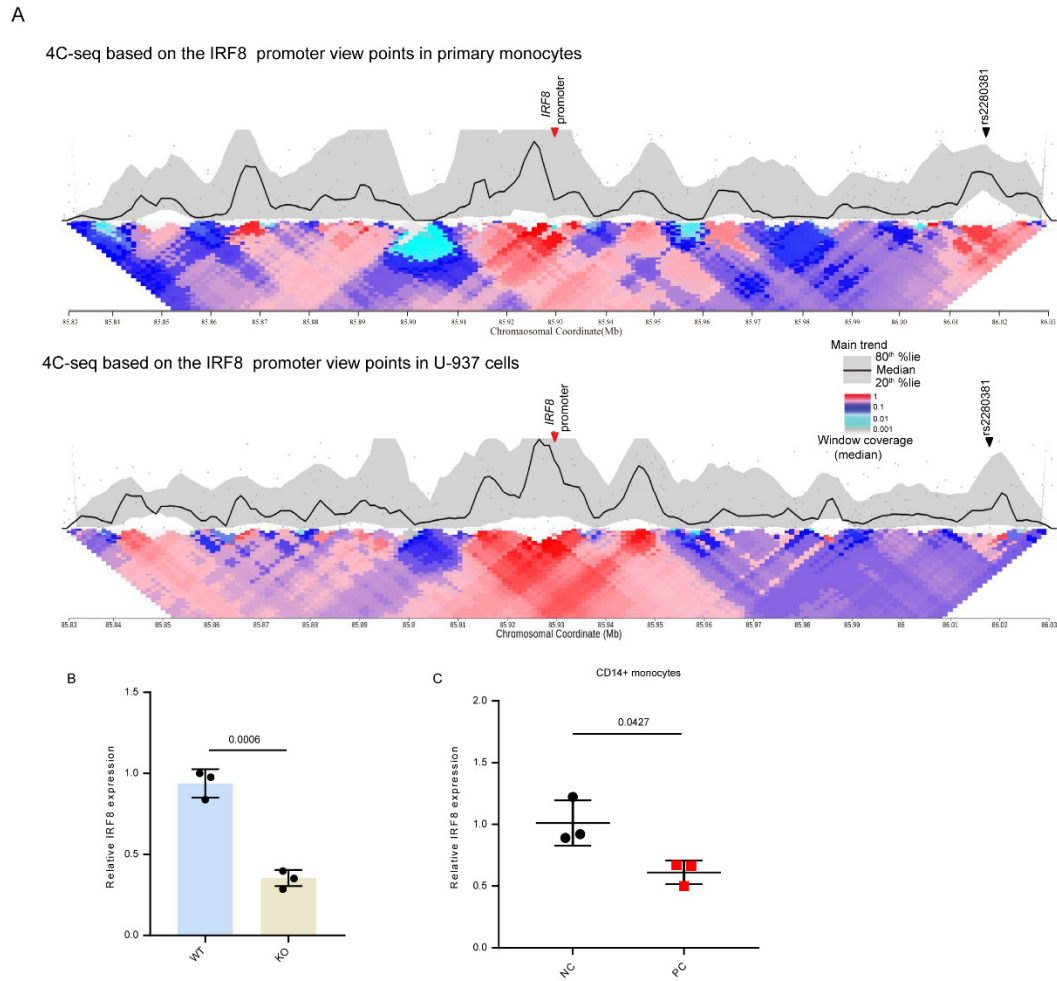 A
4C-seq based on the IRF8 promoter view points in primary monocytes
IRF8
promoter
rs2280381
85.83 85.84 85.86 85.87 85.88 85.89 85.90 85.91 85.92 85.93 85.94 85.95 85.96 85.97 85.98 85.99 86.00 86.01 86.02 86.03
Chromaosomal Coordinate(Mb)
4C-seq based on the IRF8 promoter view points in U-937 cells
Main trend
80th %lie
Median
20th %lie
1
0.1
0.01
0.001
Window coverage
(median)
IRF8
promoter
rs2280381
85.83 85.84 85.86 85.87 85.88 85.89 85.9 85.91 85.92 85.93 85.94 85.95 85.96 85.97 85.98 85.99 86 86.01 86.02 86.03
Chromosomal Coordinate (Mb)
B
Relative IRF8 expression
1.5
1.0
0.5
0.0
0.0006
WT
KO
C
CD14+ monocytes
Relative IRF8 expression
2.0
1.5
1.0
0.5
0.0
0.0427
NC
PC